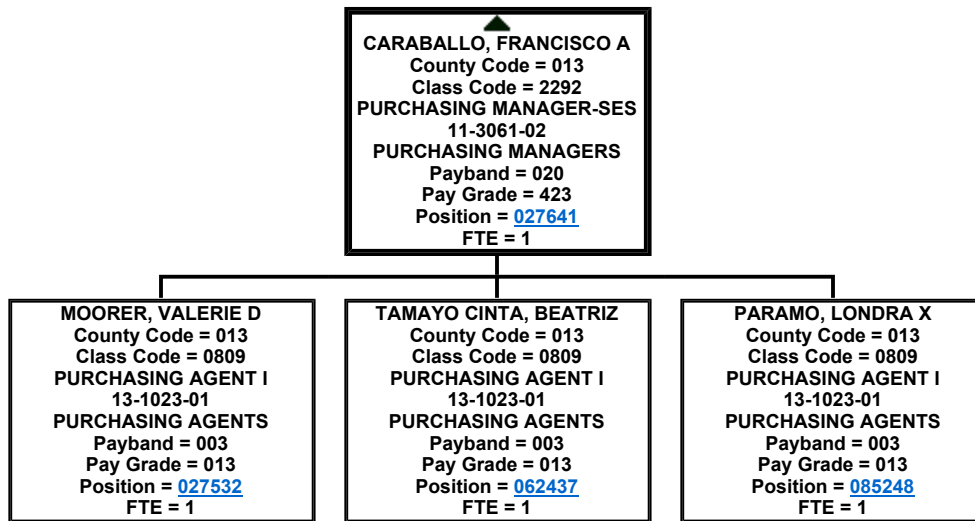 CARABALLO, FRANCISCO A
County Code = 013
Class Code = 2292
PURCHASING MANAGER-SES
11-3061-02
PURCHASING MANAGERS
Payband = 020
Pay Grade = 423
Position = 027641
FTE = 1
MOORER, VALERIE D
County Code = 013
Class Code = 0809
PURCHASING AGENT I
13-1023-01
PURCHASING AGENTS
Payband = 003
Pay Grade = 013
Position = 027532
FTE = 1
TAMAYO CINTA, BEATRIZ
County Code = 013
Class Code = 0809
PURCHASING AGENT I
13-1023-01
PURCHASING AGENTS
Payband = 003
Pay Grade = 013
Position = 062437
FTE = 1
PARAMO, LONDRA X
County Code = 013
Class Code = 0809
PURCHASING AGENT I
13-1023-01
PURCHASING AGENTS
Payband = 003
Pay Grade = 013
Position = 085248
FTE = 1